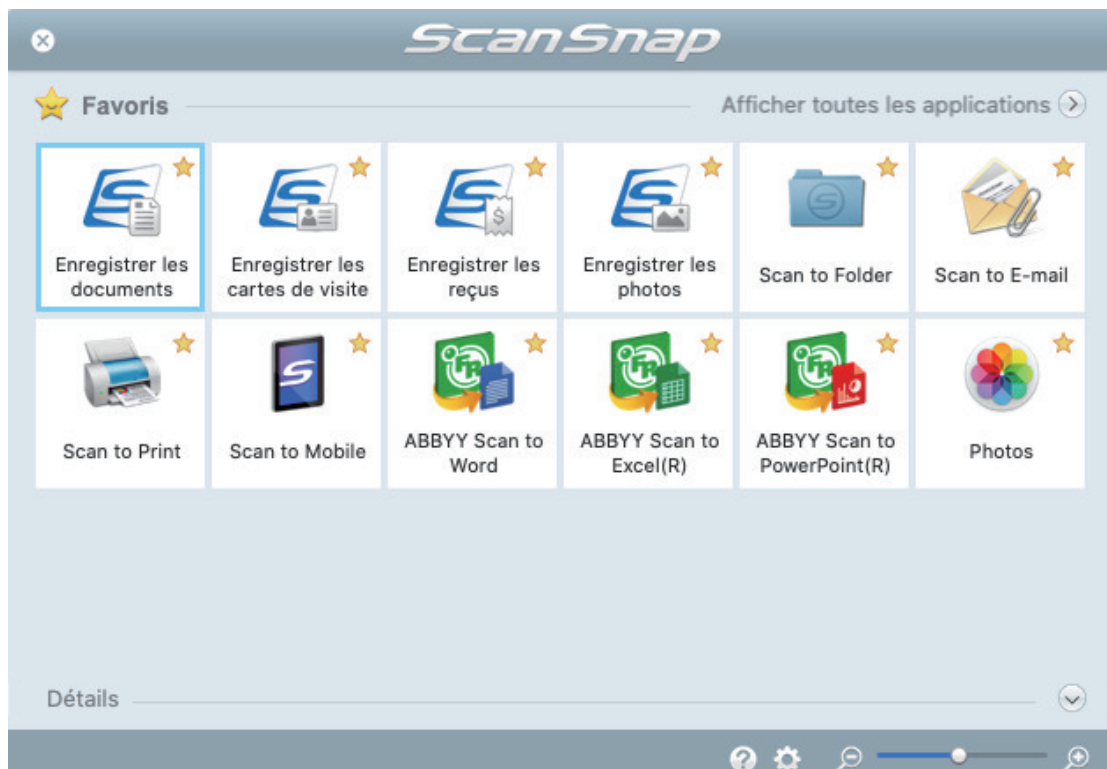 ScanSnap
Favoris
Afficher toutes les applications
Enregistrer les
documents
Enregistrer les
cartes de visite
Enregistrer les
reçus
Enregistrer les
photos
Scan to Folder
Scan to E-mail
Scan to Print
Scan to Mobile
ABBYY Scan to
Word
ABBYY Scan to
Excel(R)
ABBYY Scan to
PowerPoint(R)
Photos
Détails